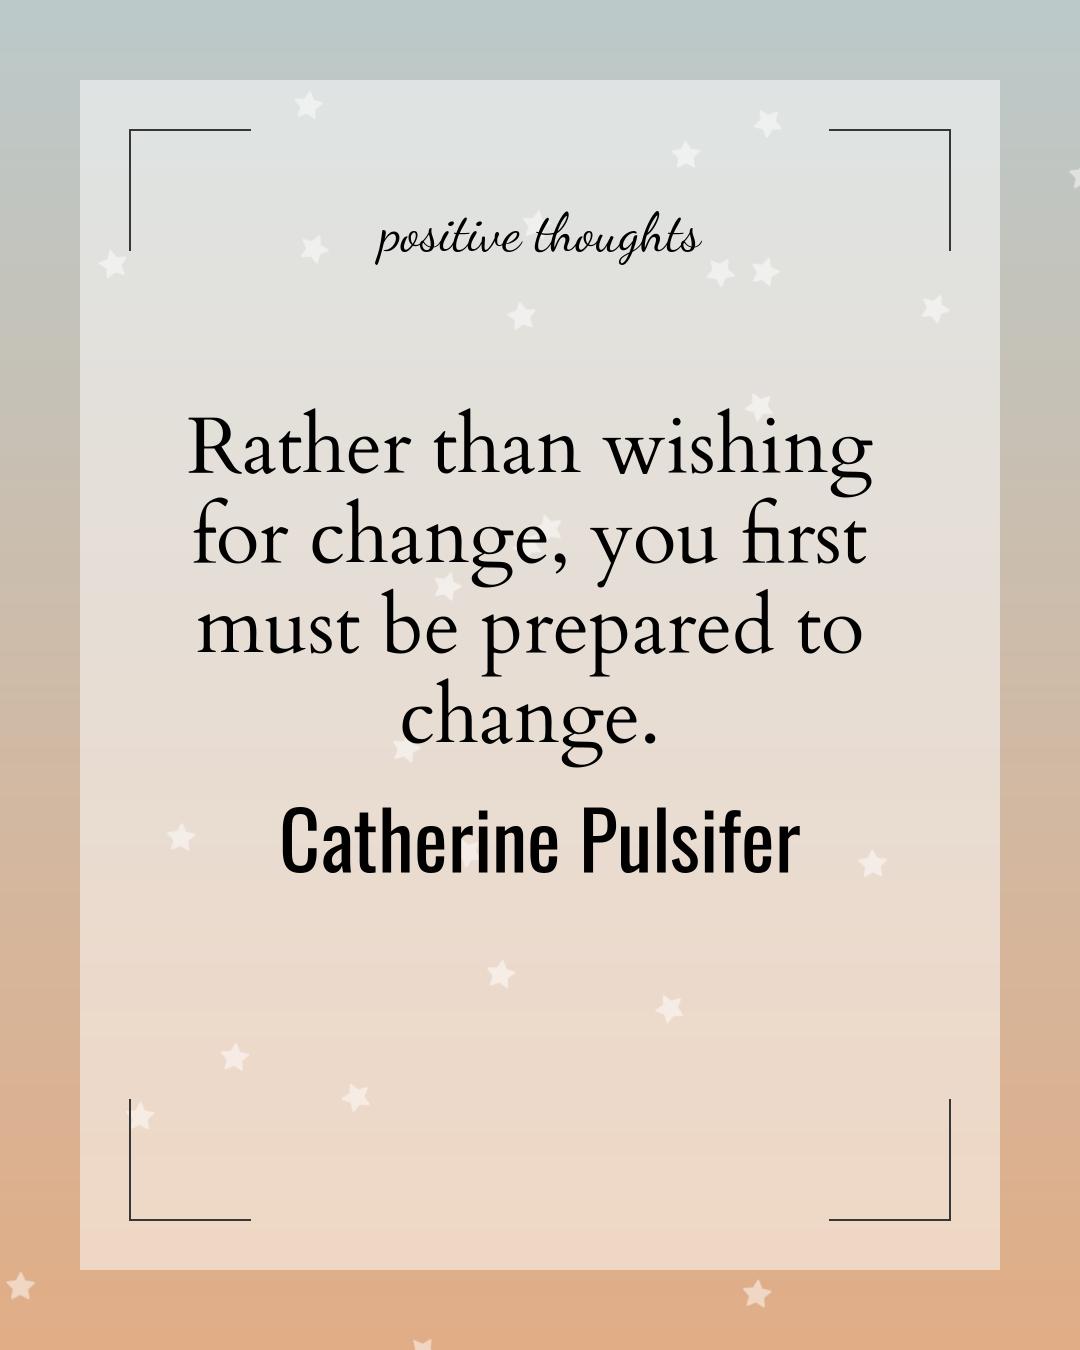 positive thoughts
Rather than wishing
for change, you first
must be prepared to
change.
Catherine Pulsifer